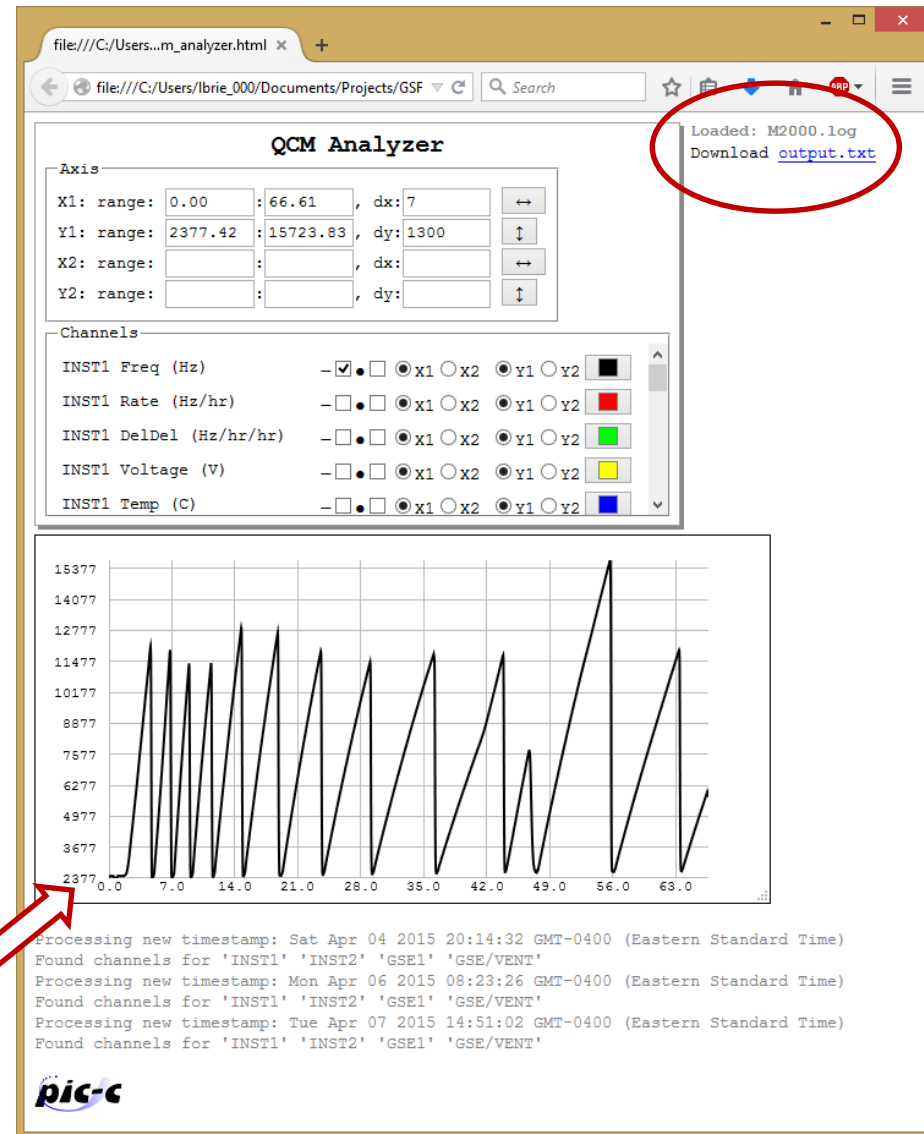 file:///C:/Users...m_analyzer.html × +
file:///C:/Users/lbrie_000/Documents/Projects/GSF Search ABP
Loaded: M2000.log
Download output.txt
QCM Analyzer
Axis
X1: range: 0.00 : 66.61 , dx: 7 ↔
Y1: range: 2377.42 : 15723.83 , dy: 1300 ↕
X2: range: : , dx: ↔
Y2: range: : , dy: ↕
Channels
INST1 Freq (Hz) X1 X2 Y1 Y2
INST1 Rate (Hz/hr) X1 X2 Y1 Y2
INST1 DelDel (Hz/hr/hr) X1 X2 Y1 Y2
INST1 Voltage (V) X1 X2 Y1 Y2
INST1 Temp (C) X1 X2 Y1 Y2
15377
14077
12777
11477
10177
8877
7577
6277
4977
3677
2377
0.0 7.0 14.0 21.0 28.0 35.0 42.0 49.0 56.0 63.0
Processing new timestamp: Sat Apr 04 2015 20:14:32 GMT-0400 (Eastern Standard Time)
Found channels for 'INST1' 'INST2' 'GSE1' 'GSE/VENT'
Processing new timestamp: Mon Apr 06 2015 08:23:26 GMT-0400 (Eastern Standard Time)
Found channels for 'INST1' 'INST2' 'GSE1' 'GSE/VENT'
Processing new timestamp: Tue Apr 07 2015 14:51:02 GMT-0400 (Eastern Standard Time)
Found channels for 'INST1' 'INST2' 'GSE1' 'GSE/VENT'
pic-c